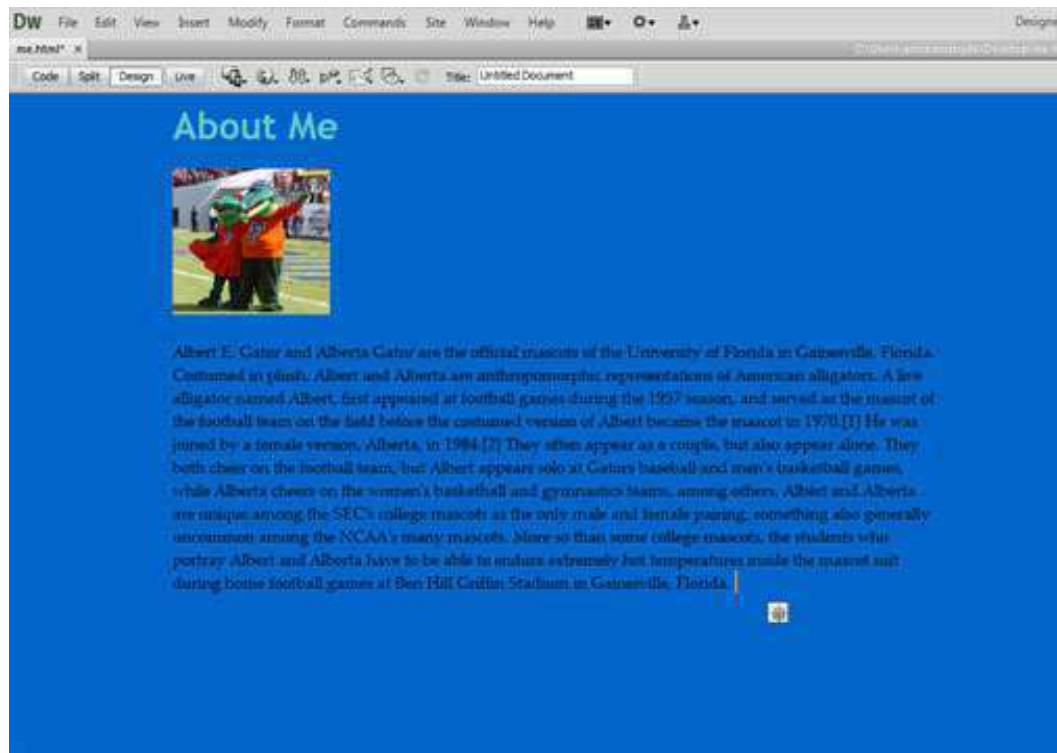 DW File Edit View Insert Modify Format Commands Site Window Help
Designe
me.html* x
Code Split Design Live Title: Untitled Document
About Me
Albert E. Gator and Alberta Gator are the official mascots of the University of Florida in Gainesville, Florida.
Costumed in plush, Albert and Alberta are anthropomorphic representations of American alligators. A live
alligator named Albert, first appeared at football games during the 1957 season, and served as the mascot of
the football team on the field before the costumed version of Albert became the mascot in 1970.[1] He was
joined by a female version, Alberta, in 1984.[2] They often appear as a couple, but also appear alone. They
both cheer on the football team, but Albert appears solo at Gators baseball and men's basketball games,
while Alberta cheers on the women's basketball and gymnastics teams, among others. Albert and Alberta
are unique among the SEC's college mascots as the only male and female pairing, something also generally
uncommon among the NCAA's many mascots. More so than some college mascots, the students who
portray Albert and Alberta have to be able to endure extremely hot temperatures inside the mascot suit
during home football games at Ben Hill Griffin Stadium in Gainesville, Florida.